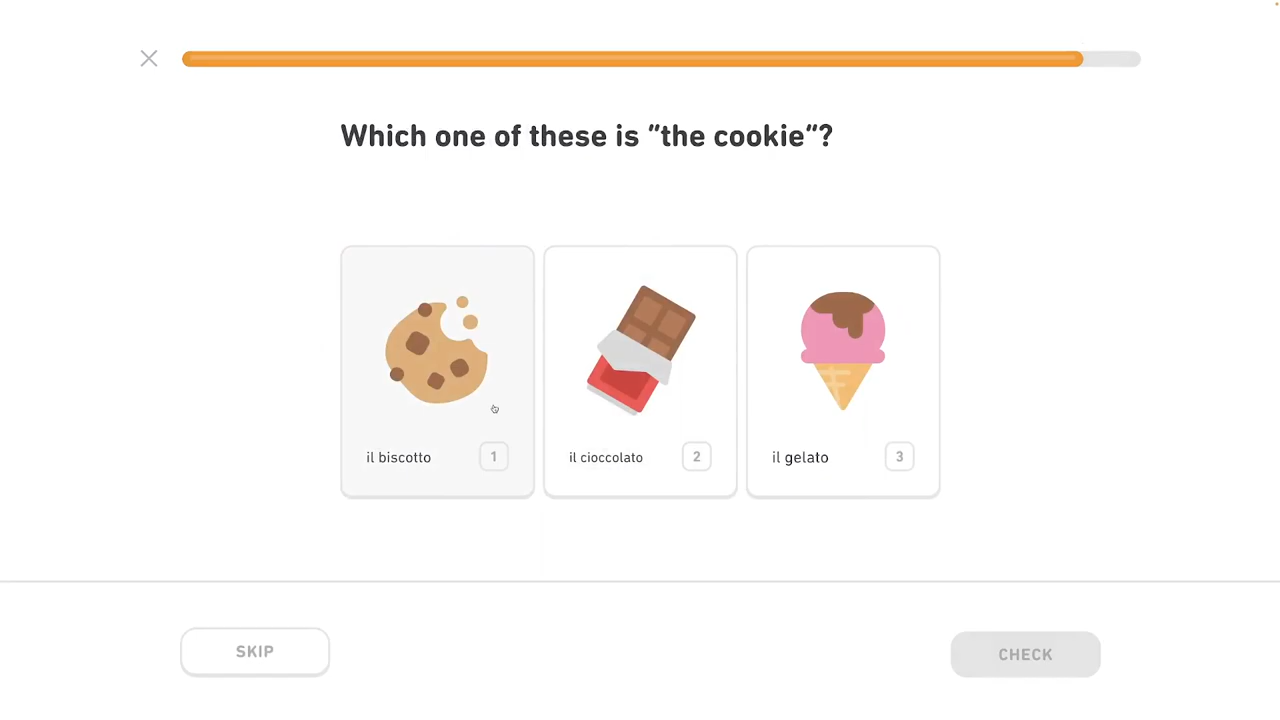 Which one of these is "the cookie"?
il biscotto 1
il cioccolato 2
il gelato 3
SKIP
CHECK